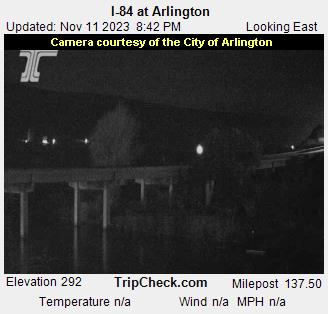 I-84 at Arlington
Updated: Nov 11 2023 8:42 PM Looking East
Camera courtesy of the City of Arlington
Elevation 292 TripCheck.com Milepost 137.50
Temperature n/a Wind n/a MPH n/a